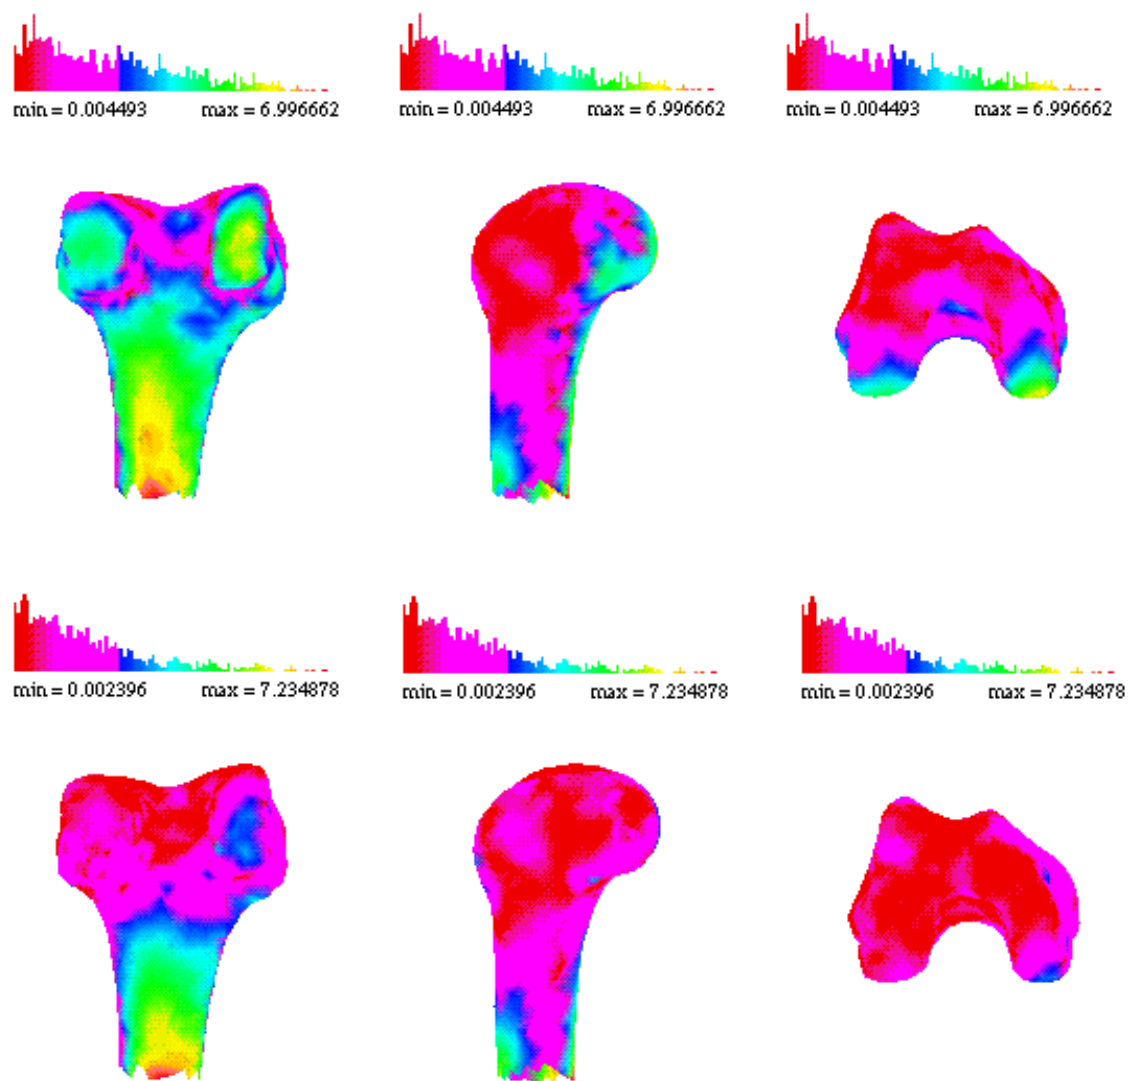 min = 0.004493 max = 6.996662 min = 0.004493 max = 6.996662 min = 0.004493 max = 6.996662
min = 0.002396 max = 7.234878 min = 0.002396 max = 7.234878 min = 0.002396 max = 7.234878